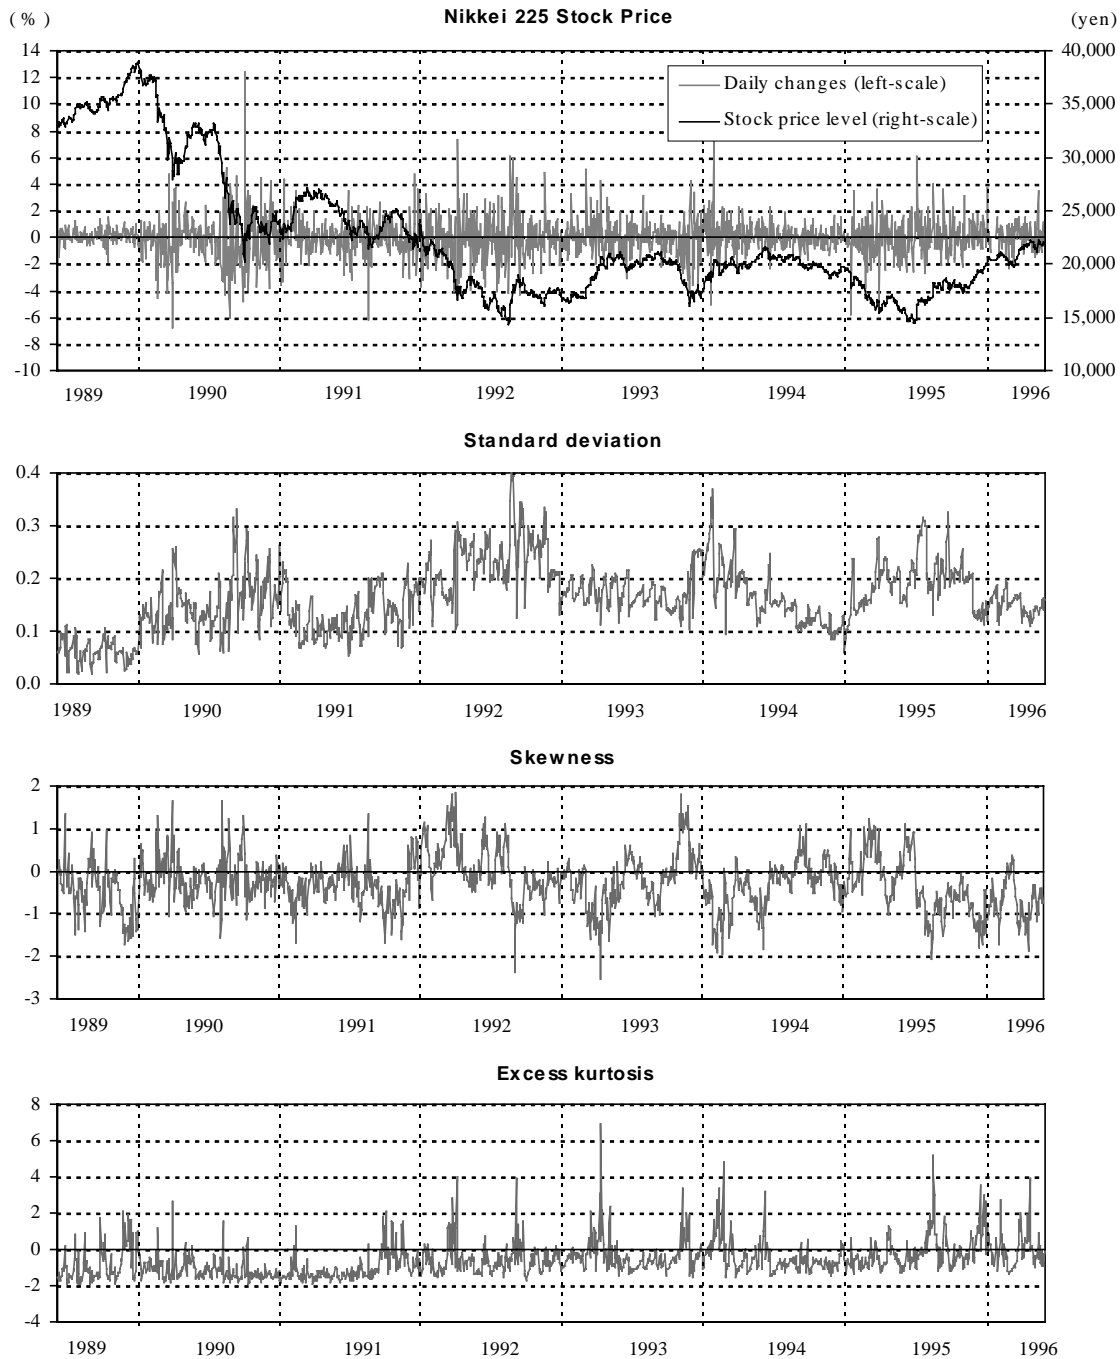 Nikkei 225 Stock Price
(%) (yen)
14 40,000
12
10 35,000
8
6 30,000
4
2 25,000
0
-2 20,000
-4
-6 15,000
-8
-10 10,000
Daily changes (left-scale)
Stock price level (right-scale)
1989 1990 1991 1992 1993 1994 1995 1996
Standard deviation
0.4
0.3
0.2
0.1
0.0
1989 1990 1991 1992 1993 1994 1995 1996
Skewness
2
1
0
-1
-2
-3
1989 1990 1991 1992 1993 1994 1995 1996
Excess kurtosis
8
6
4
2
0
-2
-4
1989 1990 1991 1992 1993 1994 1995 1996